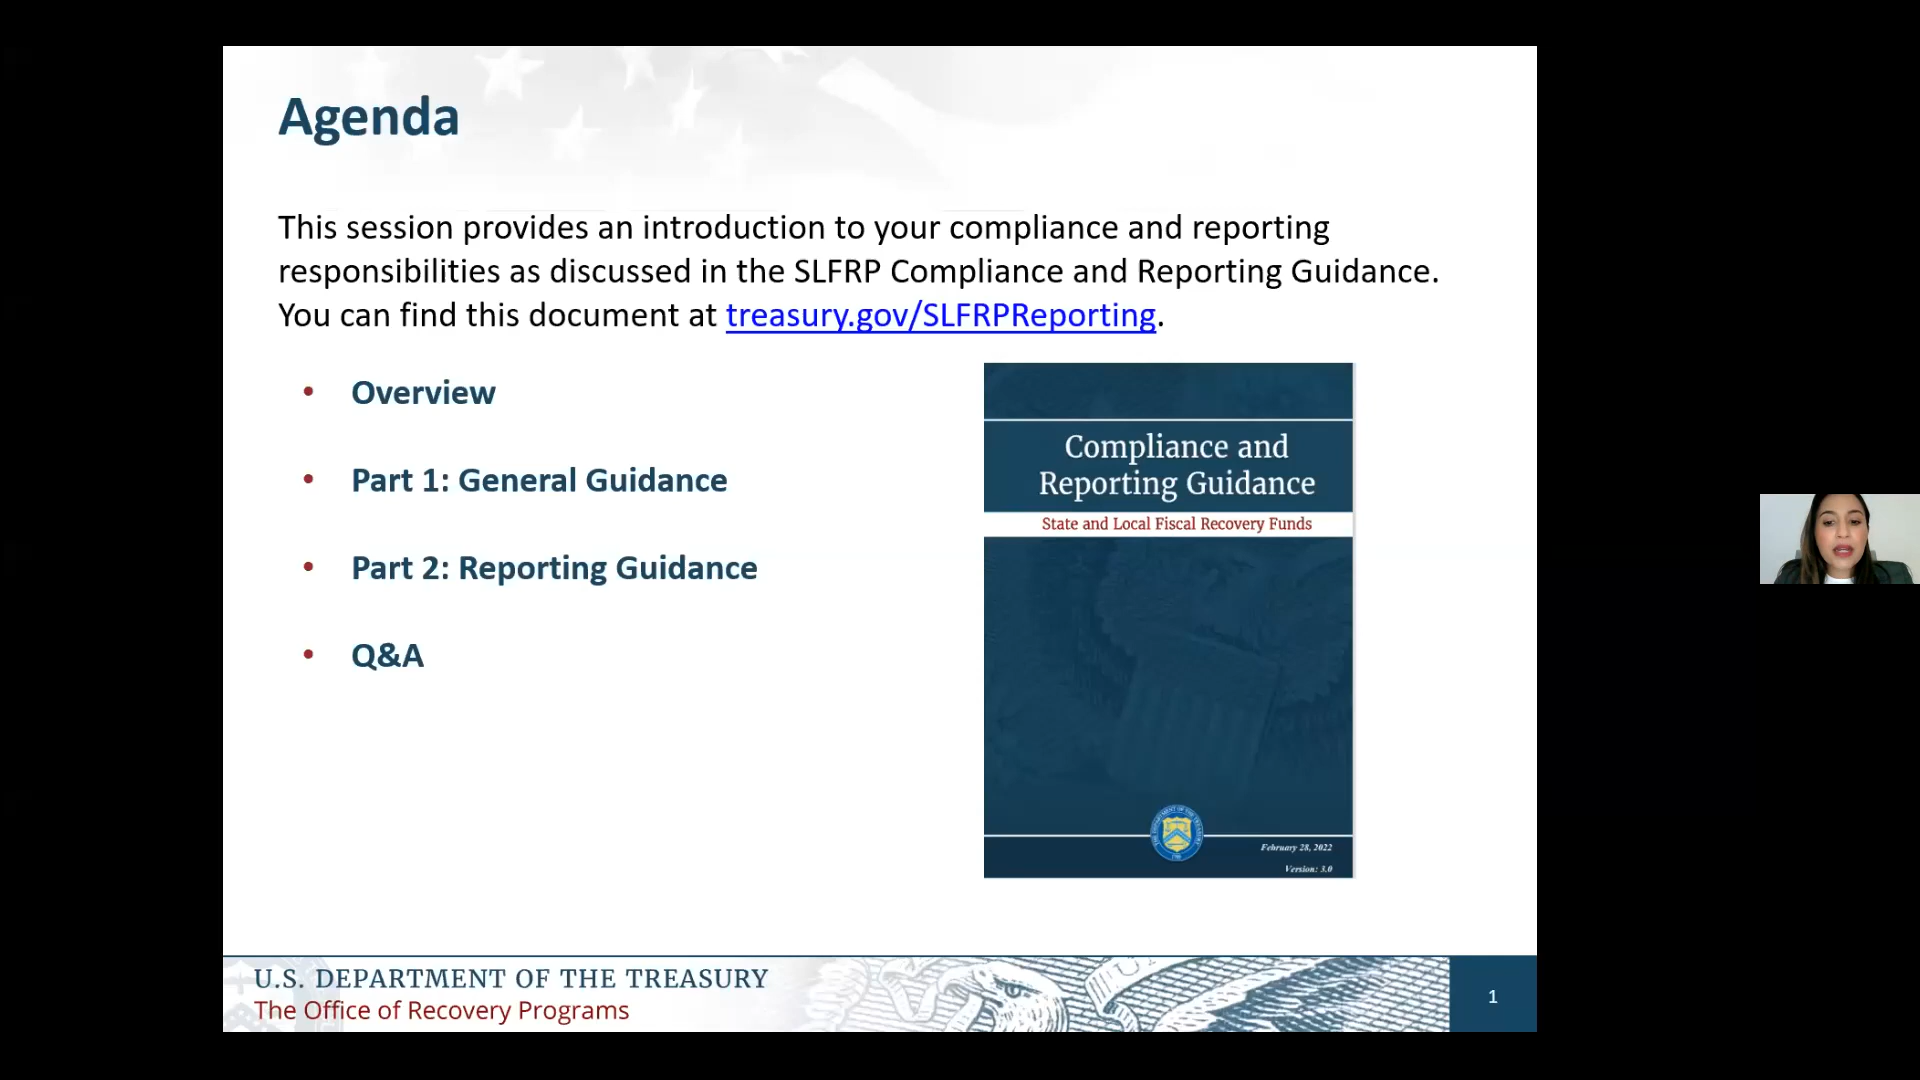 Agenda
This session provides an introduction to your compliance and reporting
responsibilities as discussed in the SLFRP Compliance and Reporting Guidance.
You can find this document at treasury.gov/SLFRPReporting.
• Overview
• Part 1: General Guidance
• Part 2: Reporting Guidance
• Q&A
Compliance and
Reporting Guidance
State and Local Fiscal Recovery Funds
February 28, 2022
Version: 3.0
U.S. DEPARTMENT OF THE TREASURY
The Office of Recovery Programs
1